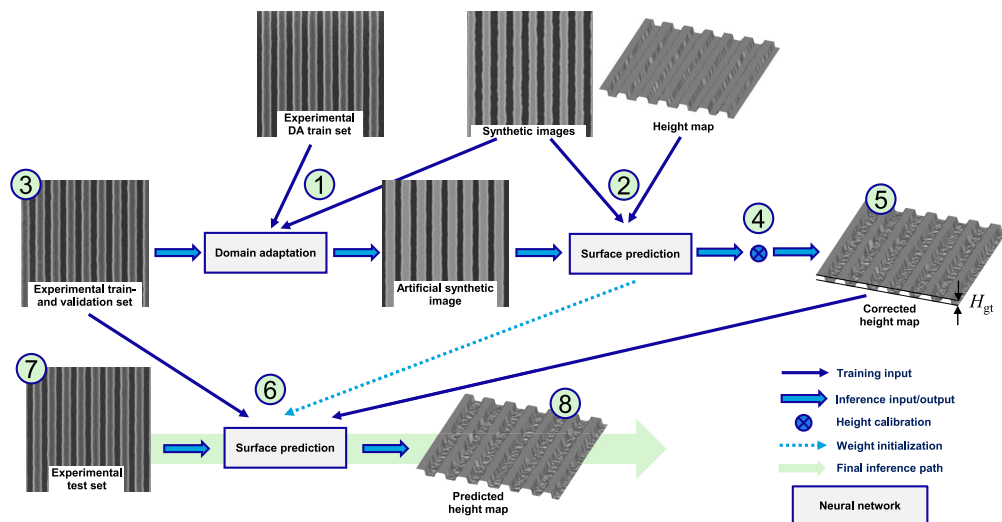 Experimental
DA train set
Synthetic images
Height map
3
1
2
4
5
Domain adaptation
Surface prediction
Experimental train-
and validation set
Artificial synthetic
image
Corrected
height map
H_gt
7
6
8
Surface prediction
Experimental
test set
Predicted
height map
Training input
Inference input/output
Height calibration
Weight initialization
Final inference path
Neural network